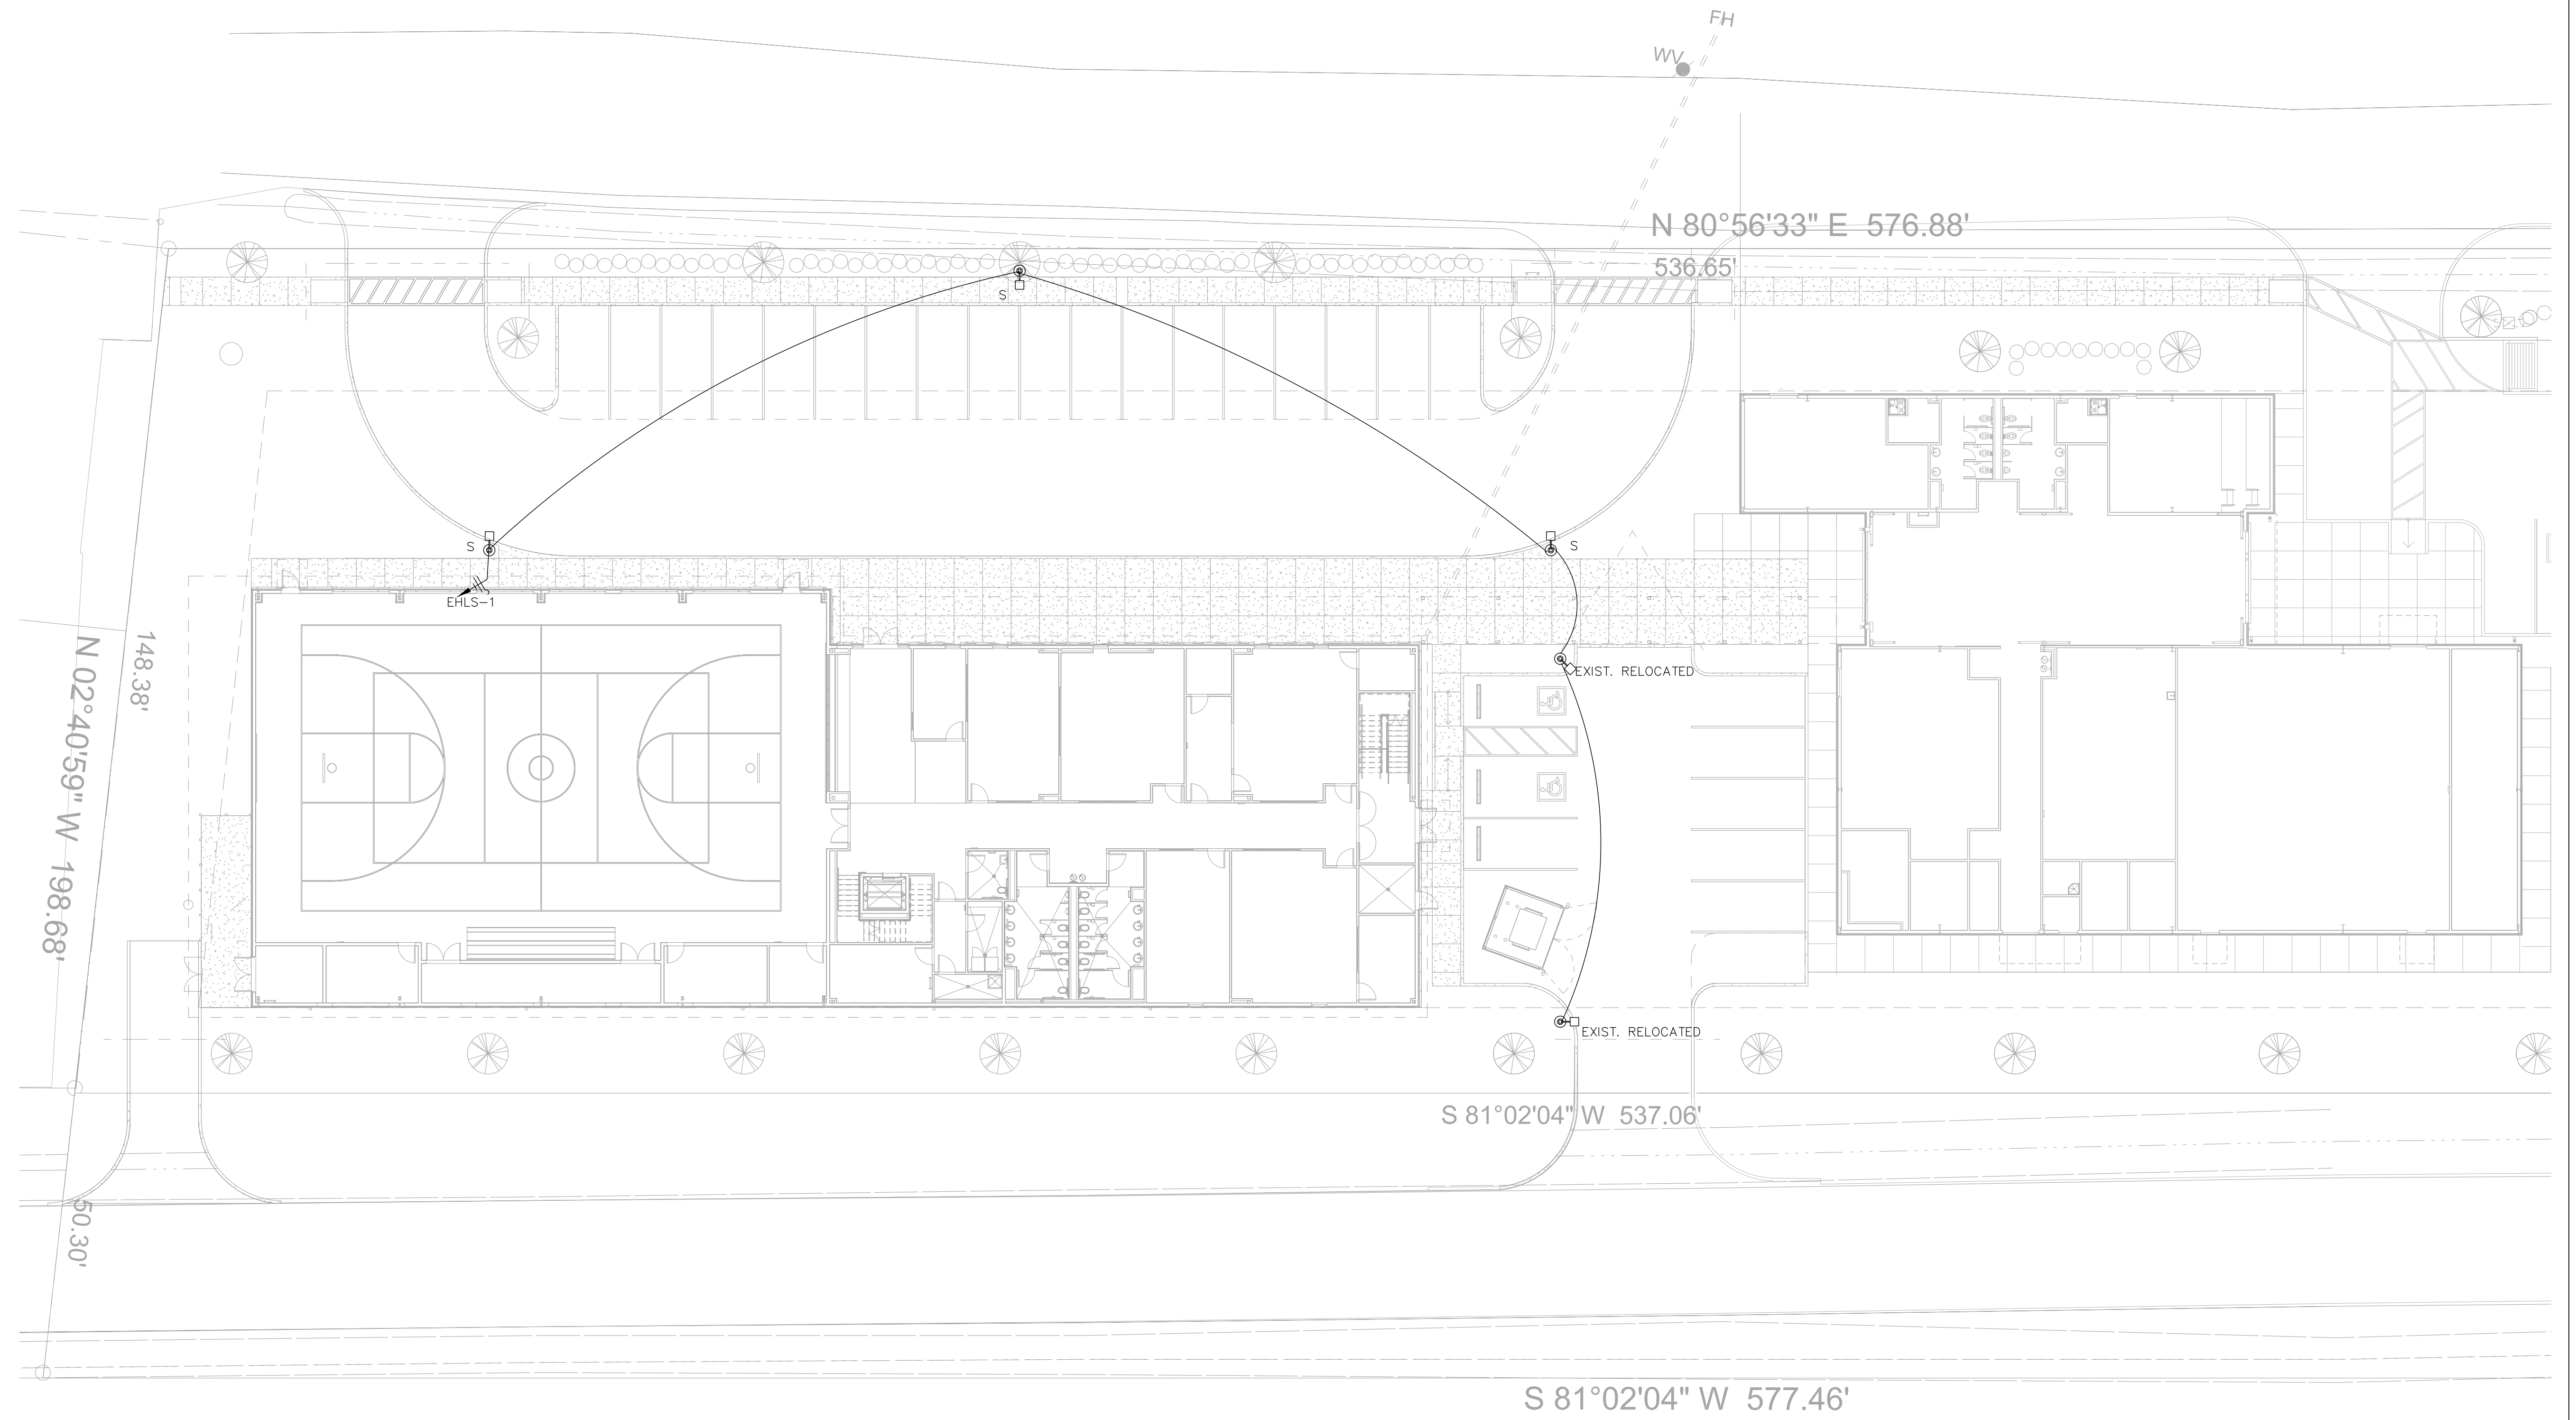 FH
WV
N 80°56'33" E 576.88'
536.65'
S
S
S
EHLS-1
EXIST. RELOCATED
148.38'
N 02°40'59" W 198.68'
EXIST. RELOCATED
S 81°02'04" W 537.06'
50.30'
S 81°02'04" W 577.46'